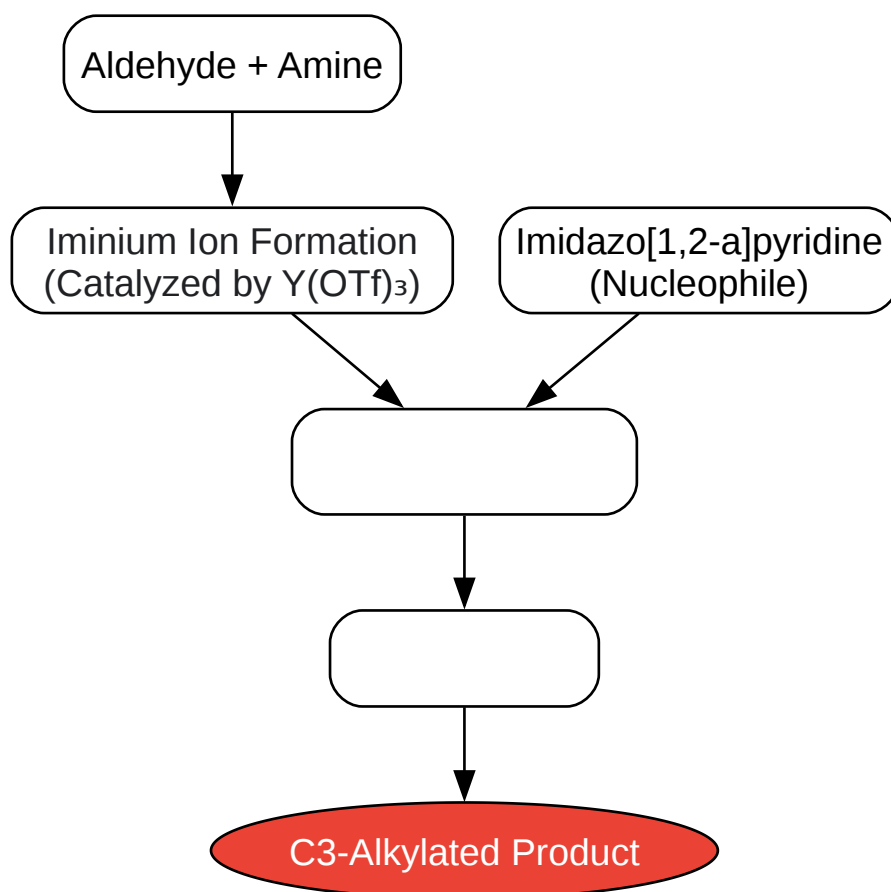 Aldehyde + Amine
Iminium Ion Formation
(Catalyzed by Y(OTf)₃)
Imidazo[1,2-a]pyridine
(Nucleophile)
C3-Alkylated Product